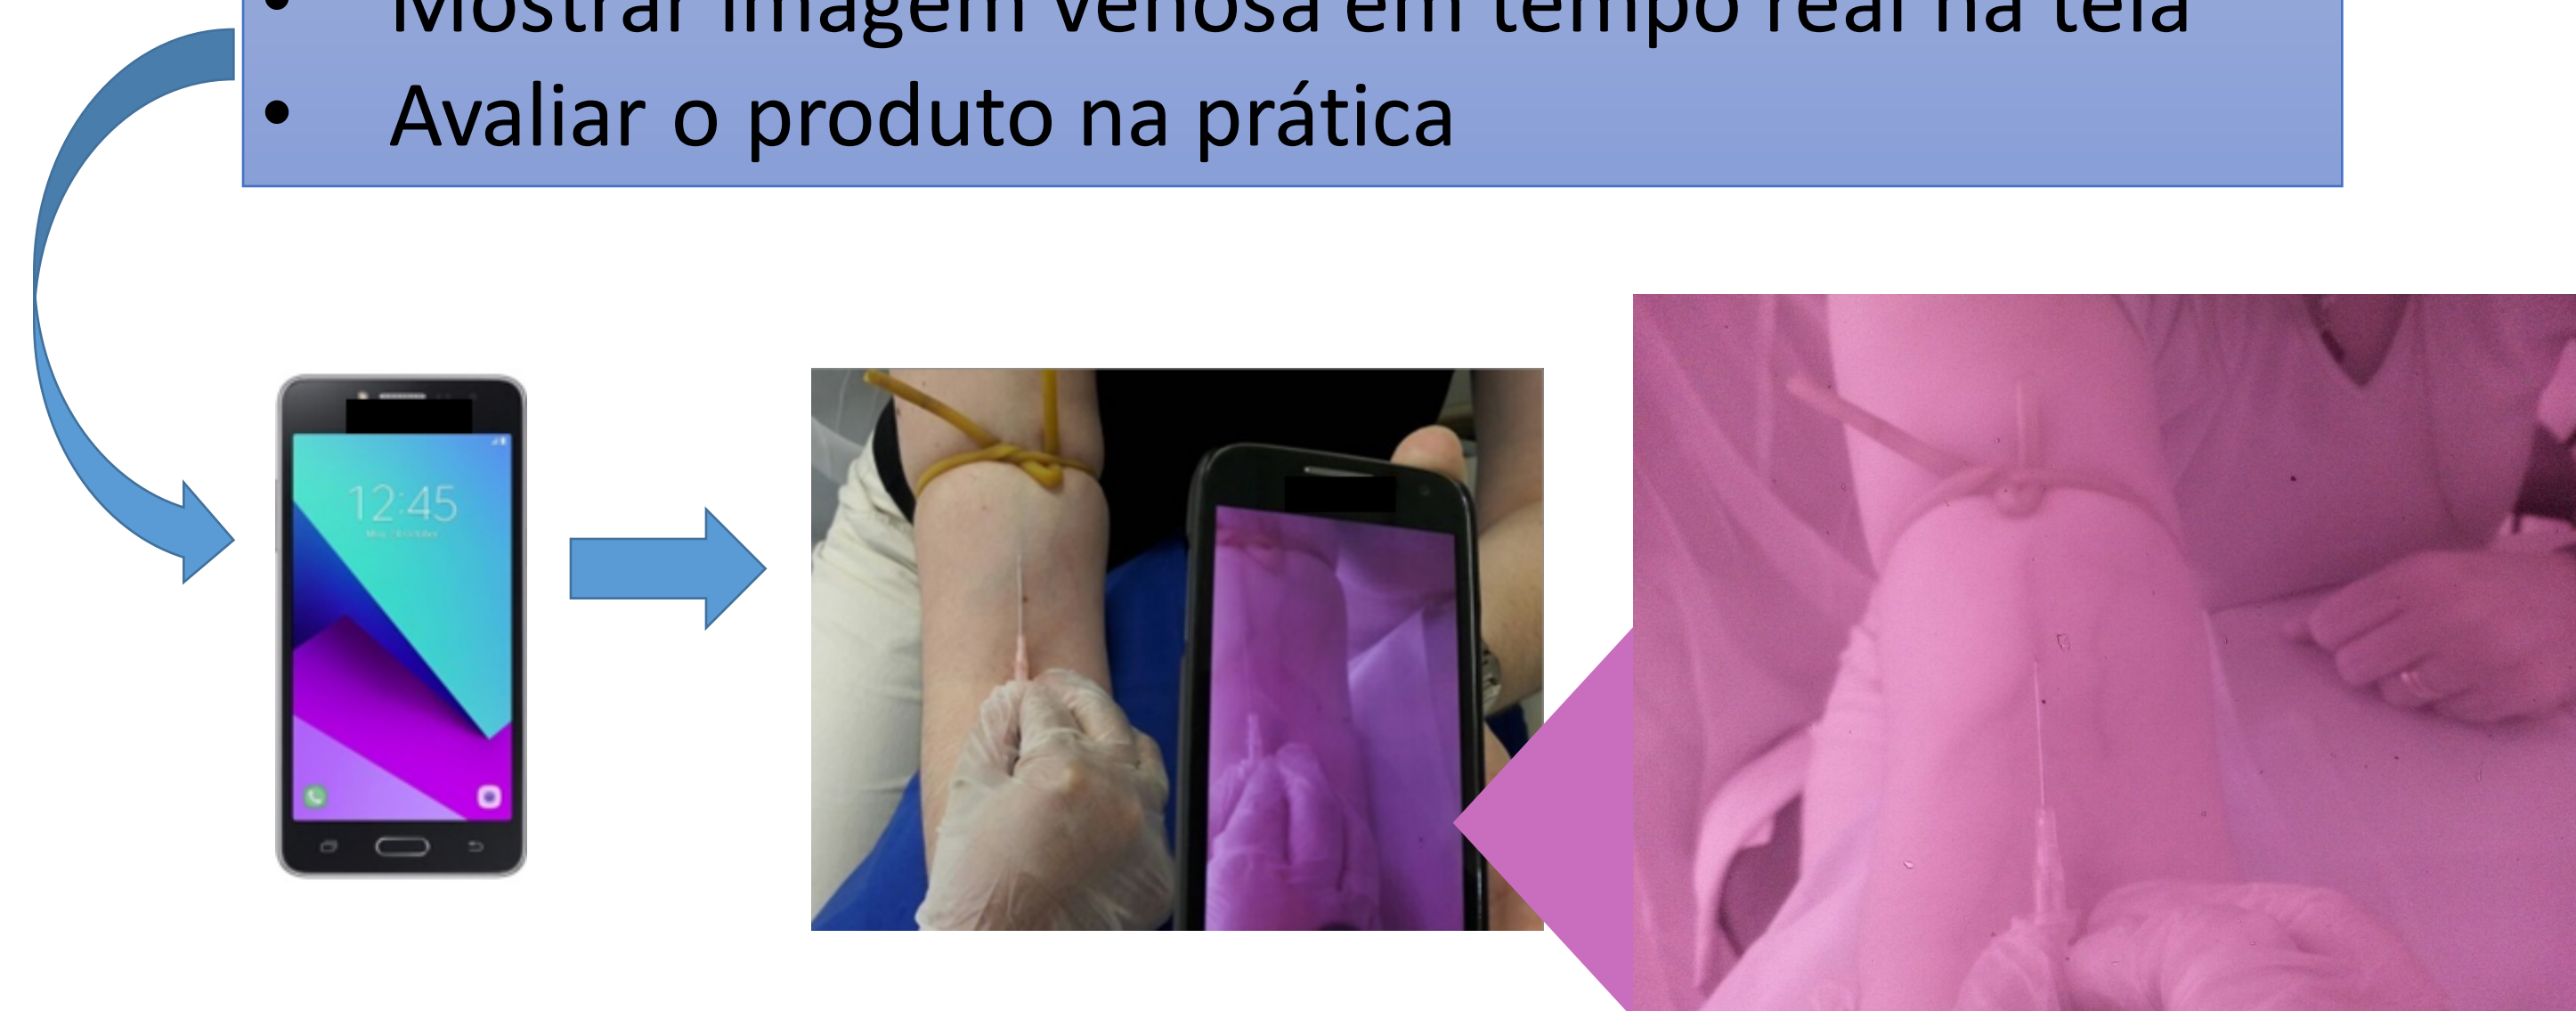 • Mostrar imagem venosa em tempo real na tela
• Avaliar o produto na prática
12:45